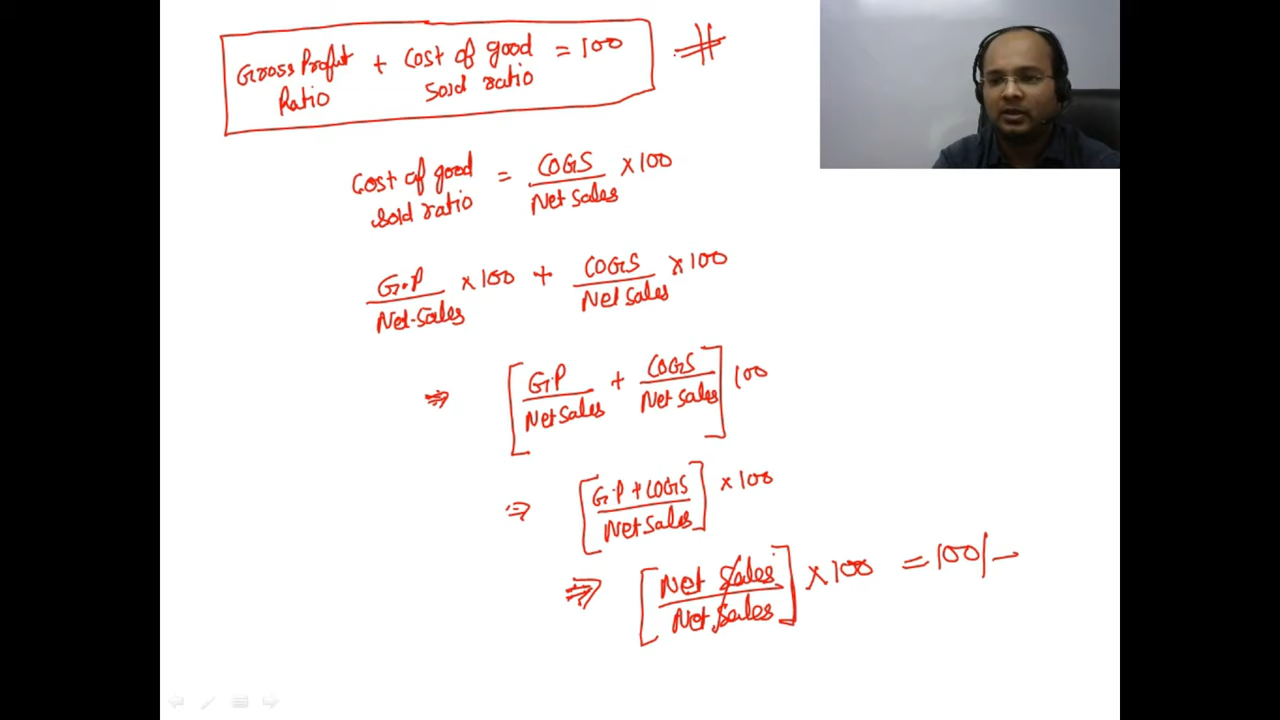 Gross Profit Ratio + Cost of good sold ratio = 100
Cost of good sold ratio = COGS / Net Sales × 100
G.P / Net Sales × 100 + COGS / Net Sales × 100
⇒ [G.P / Net Sales + COGS / Net Sales] 100
⇒ [G.P + COGS / Net Sales] × 100
⇒ [Net Sales / Net Sales] × 100 = 100/-